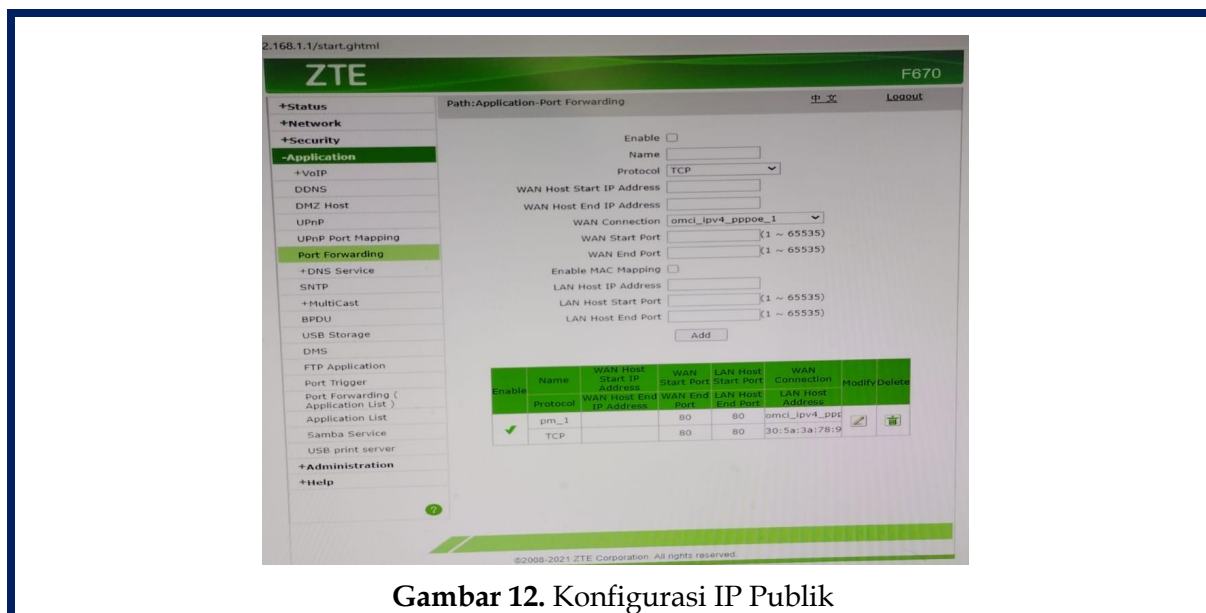 2.168.1.1/start.ghtml
ZTE
F670
+Status
+Network
+Security
-Application
+VoIP
DDNS
DMZ Host
UPnP
UPnP Port Mapping
Port Forwarding
+DNS Service
SNTP
+MultiCast
BPDU
USB Storage
DMS
FTP Application
Port Trigger
Port Forwarding (
Application List )
Application List
Samba Service
USB print server
+Administration
+Help
?
Path:Application-Port Forwarding
中文
Logout
Enable
Name
Protocol TCP
WAN Host Start IP Address
WAN Host End IP Address
WAN Connection omci_ipv4_pppoe_1
WAN Start Port (1 ~ 65535)
WAN End Port (1 ~ 65535)
Enable MAC Mapping
LAN Host IP Address
LAN Host Start Port (1 ~ 65535)
LAN Host End Port (1 ~ 65535)
Add
Enable Name WAN Host Start IP Address WAN Start Port LAN Host Start Port WAN Connection Modify Delete
Protocol WAN Host End IP Address WAN End Port LAN Host End Port LAN Host Address
pm_1 80 80 omci_ipv4_ppp
TCP 80 80 30:5a:3a:78:9
©2008-2021 ZTE Corporation. All rights reserved.
Gambar 12. Konfigurasi IP Publik